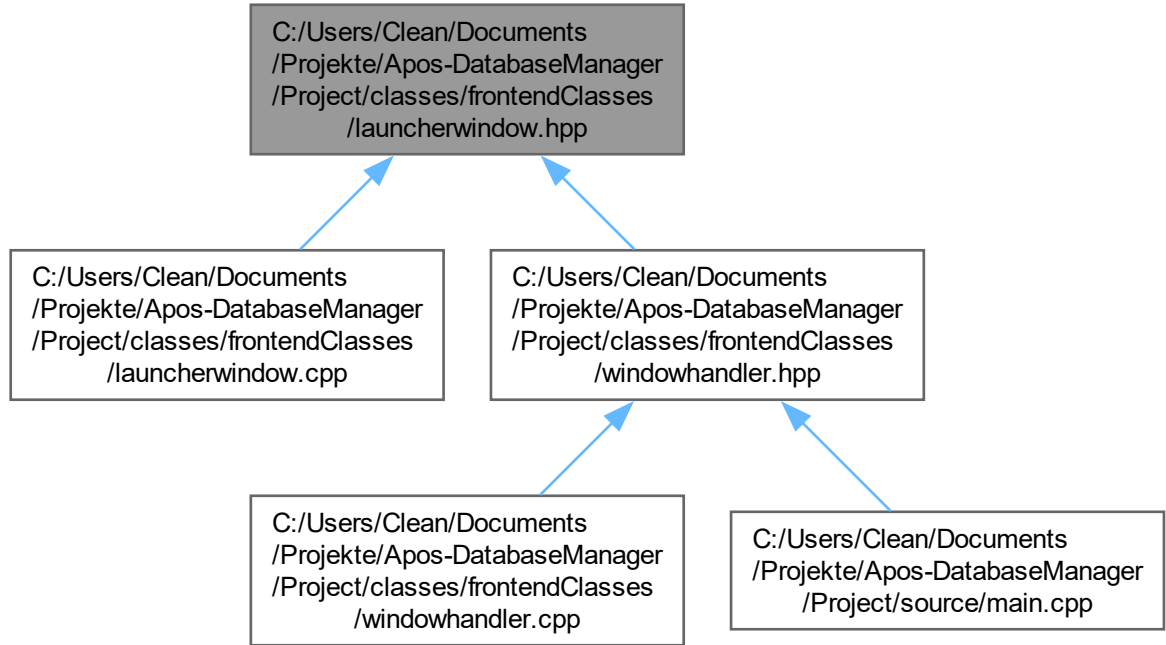 C:/Users/Clean/Documents
/Projekte/Apos-DatabaseManager
/Project/classes/frontendClasses
/launcherwindow.hpp
C:/Users/Clean/Documents
/Projekte/Apos-DatabaseManager
/Project/classes/frontendClasses
/launcherwindow.cpp
C:/Users/Clean/Documents
/Projekte/Apos-DatabaseManager
/Project/classes/frontendClasses
/windowhandler.hpp
C:/Users/Clean/Documents
/Projekte/Apos-DatabaseManager
/Project/classes/frontendClasses
/windowhandler.cpp
C:/Users/Clean/Documents
/Projekte/Apos-DatabaseManager
/Project/source/main.cpp